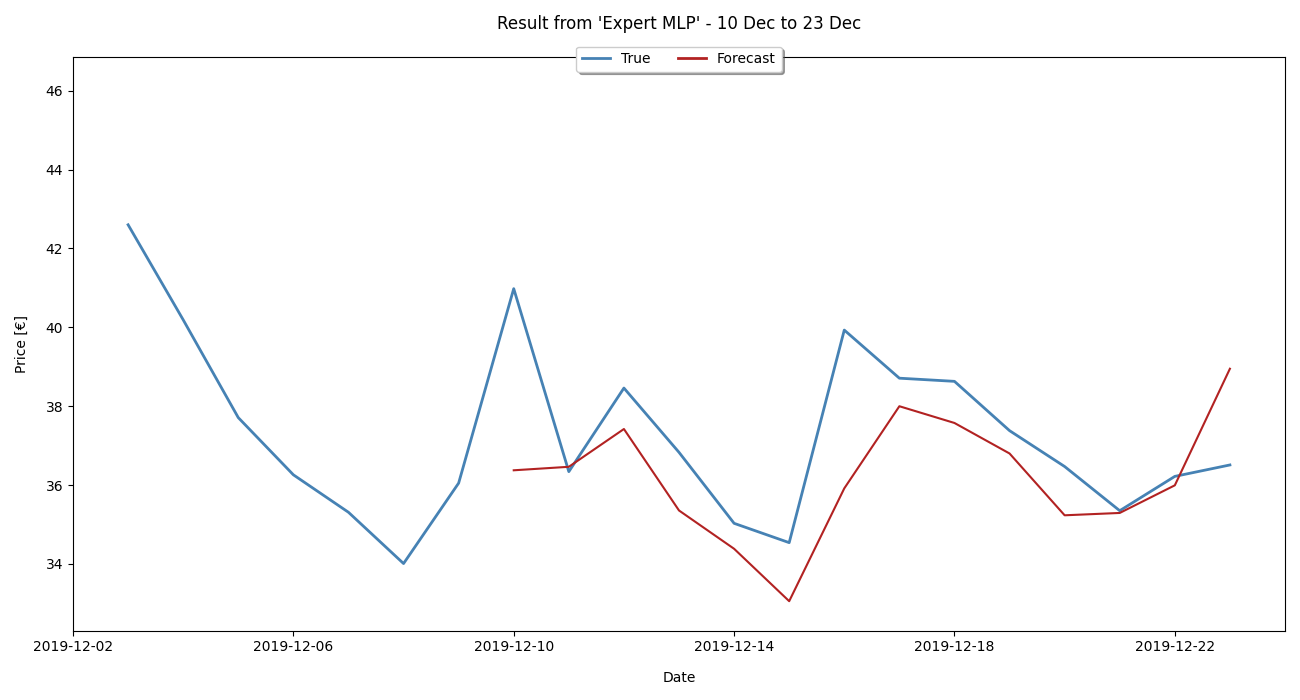 Result from 'Expert MLP' - 10 Dec to 23 Dec
True Forecast
46
44
42
40
38
36
34
Price [€]
2019-12-02 2019-12-06 2019-12-10 2019-12-14 2019-12-18 2019-12-22
Date